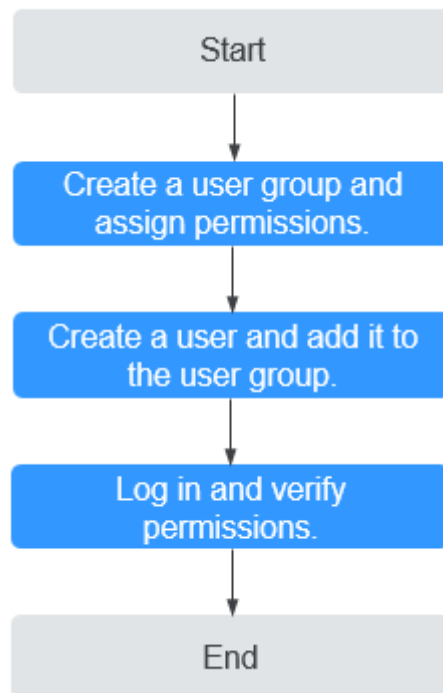 Start
Create a user group and
assign permissions.
Create a user and add it to
the user group.
Log in and verify
permissions.
End